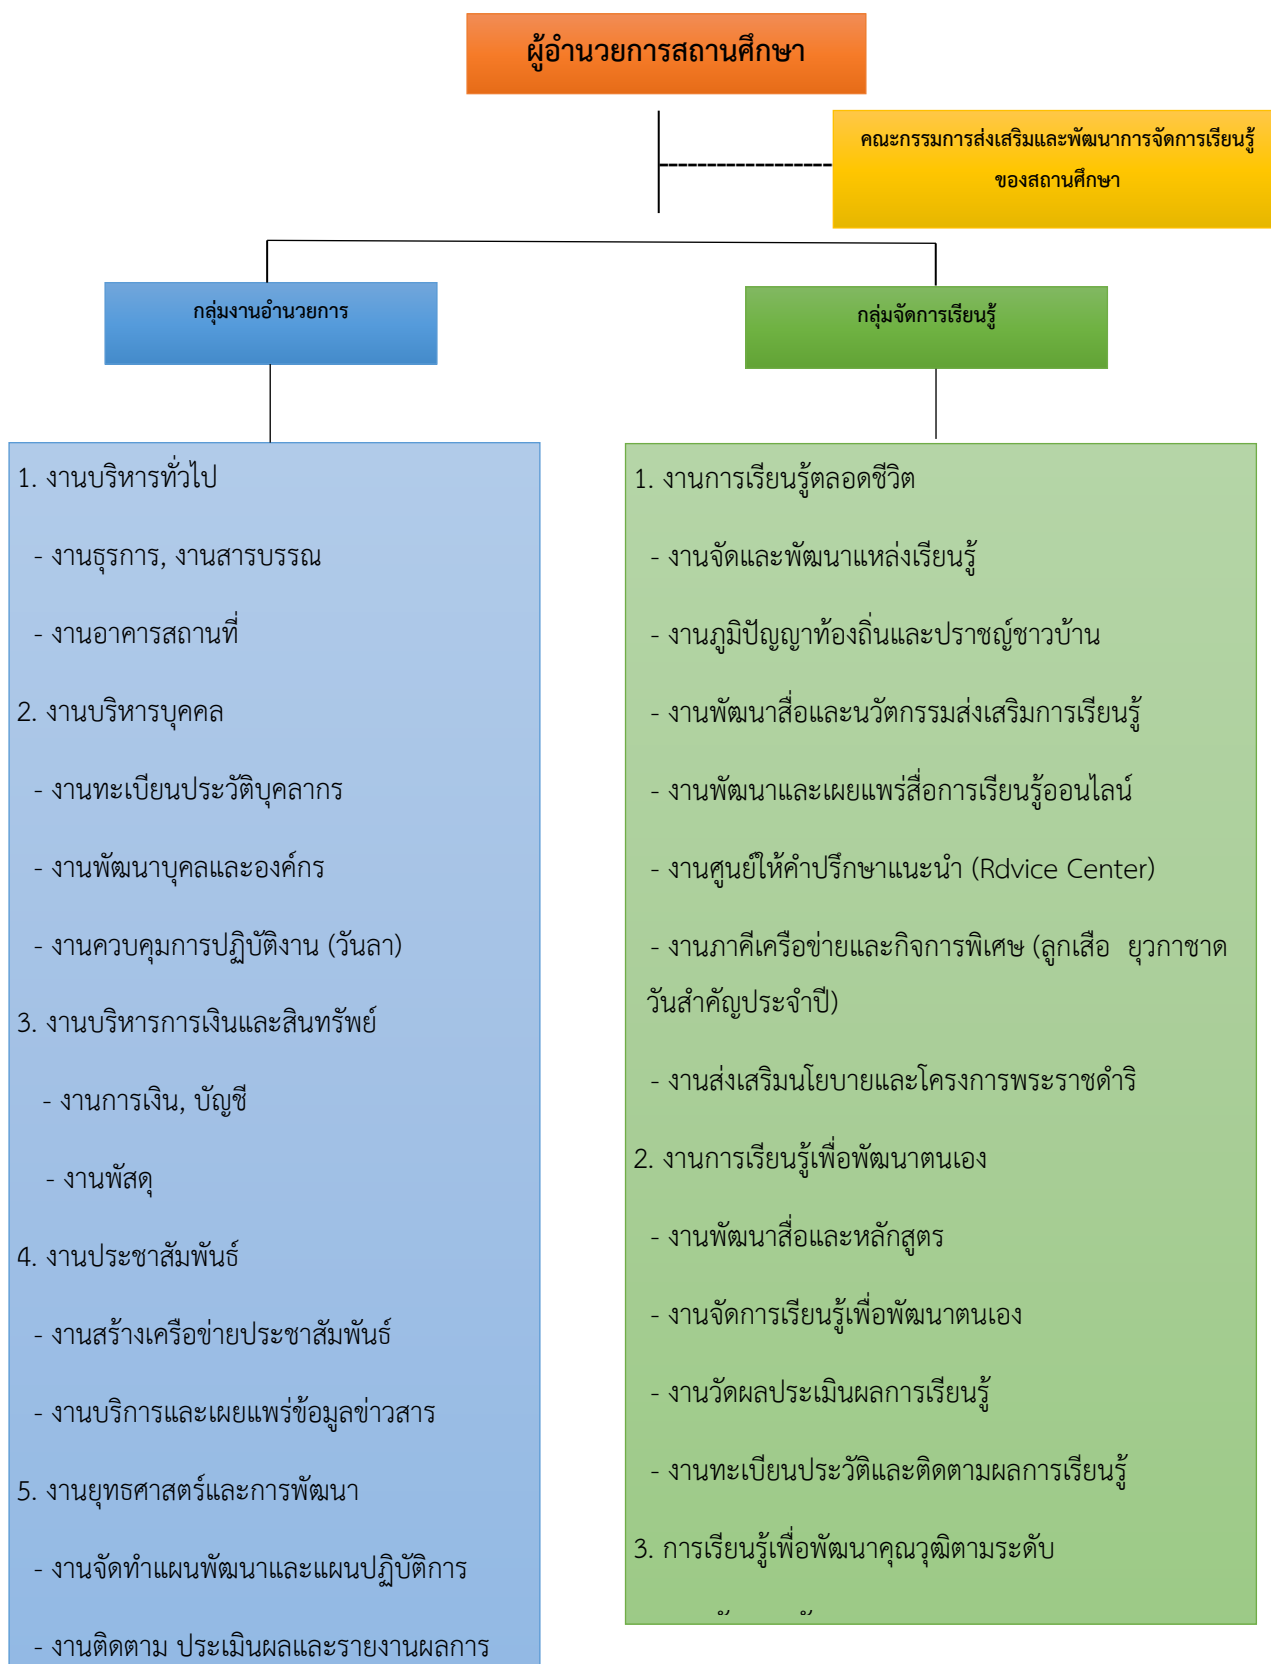 ผู้อำนวยการสถานศึกษา
คณะกรรมการส่งเสริมและพัฒนาการจัดการเรียนรู้
ของสถานศึกษา
กลุ่มงานอำนวยการ
กลุ่มจัดการเรียนรู้
1. งานบริหารทั่วไป
- งานธุรการ, งานสารบรรณ
- งานอาคารสถานที่
2. งานบริหารบุคคล
- งานทะเบียนประวัติบุคลากร
- งานพัฒนาบุคลและองค์กร
- งานควบคุมการปฏิบัติงาน (วันลา)
3. งานบริหารการเงินและสินทรัพย์
- งานการเงิน, บัญชี
- งานพัสดุ
4. งานประชาสัมพันธ์
- งานสร้างเครือข่ายประชาสัมพันธ์
- งานบริการและเผยแพร่ข้อมูลข่าวสาร
5. งานยุทธศาสตร์และการพัฒนา
- งานจัดทำแผนพัฒนาและแผนปฏิบัติการ
- งานติดตาม ประเมินผลและรายงานผลการ
1. งานการเรียนรู้ตลอดชีวิต
- งานจัดและพัฒนาแหล่งเรียนรู้
- งานภูมิปัญญาท้องถิ่นและปราชญ์ชาวบ้าน
- งานพัฒนาสื่อและนวัตกรรมส่งเสริมการเรียนรู้
- งานพัฒนาและเผยแพร่สื่อการเรียนรู้ออนไลน์
- งานศูนย์ให้คำปรึกษาแนะนำ (Rdvice Center)
- งานภาคีเครือข่ายและกิจการพิเศษ (ลูกเสือ ยุวกาชาด
วันสำคัญประจำปี)
- งานส่งเสริมนโยบายและโครงการพระราชดำริ
2. งานการเรียนรู้เพื่อพัฒนาตนเอง
- งานพัฒนาสื่อและหลักสูตร
- งานจัดการเรียนรู้เพื่อพัฒนาตนเอง
- งานวัดผลประเมินผลการเรียนรู้
- งานทะเบียนประวัติและติดตามผลการเรียนรู้
3. การเรียนรู้เพื่อพัฒนาคุณวุฒิตามระดับ